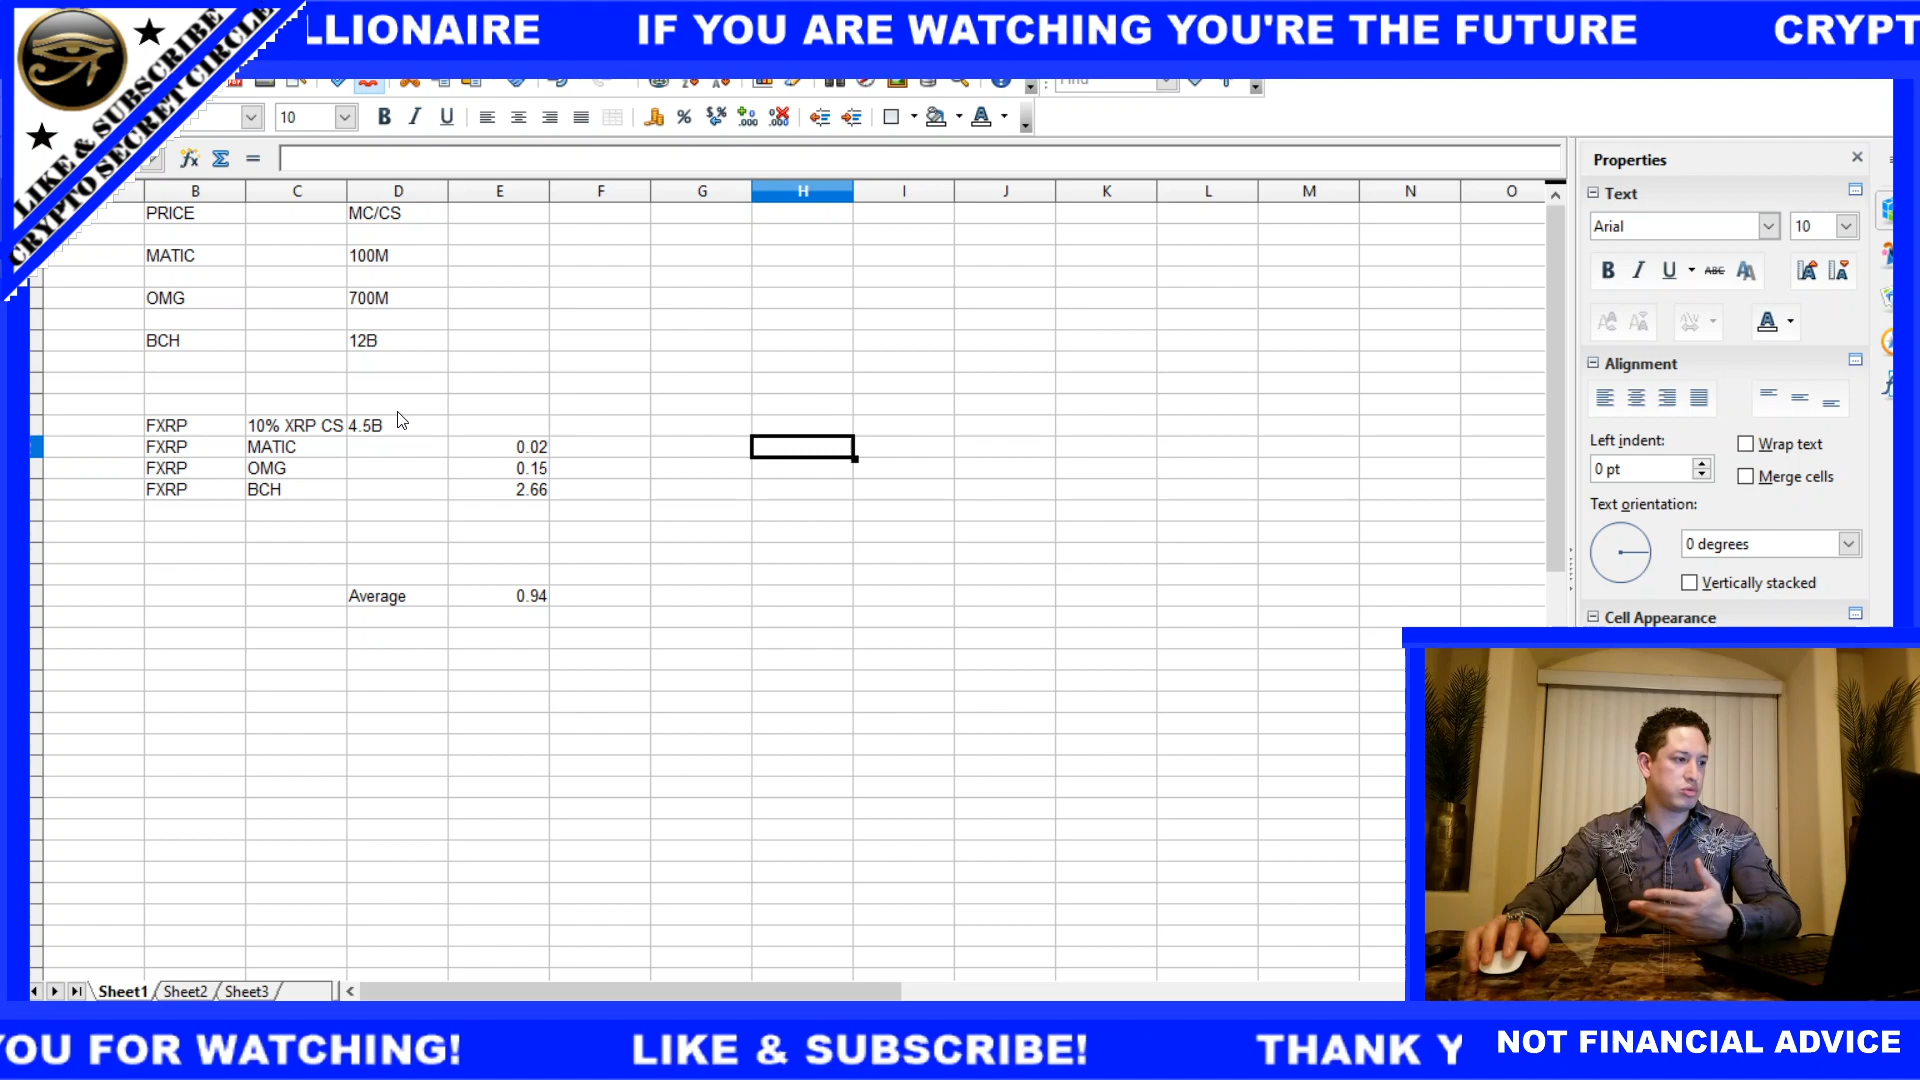 LLIONAIRE IF YOU ARE WATCHING YOU'RE THE FUTURE CRYPT
LIKE & SUBSCRIBE
CRYPTO SECRET CIRCLE
Find
10
B I U
B C D E F G H I J K L M N O
PRICE MC/CS
MATIC 100M
OMG 700M
BCH 12B
FXRP 10% XRP CS 4.5B
FXRP MATIC 0.02
FXRP OMG 0.15
FXRP BCH 2.66
Average 0.94
Properties
Text
Arial 10
B I U ABC
Alignment
Left indent:
0 pt
Wrap text
Merge cells
Text orientation:
0 degrees
Vertically stacked
Cell Appearance
Sheet1 Sheet2 Sheet3
YOU FOR WATCHING! LIKE & SUBSCRIBE! THANK Y
NOT FINANCIAL ADVICE